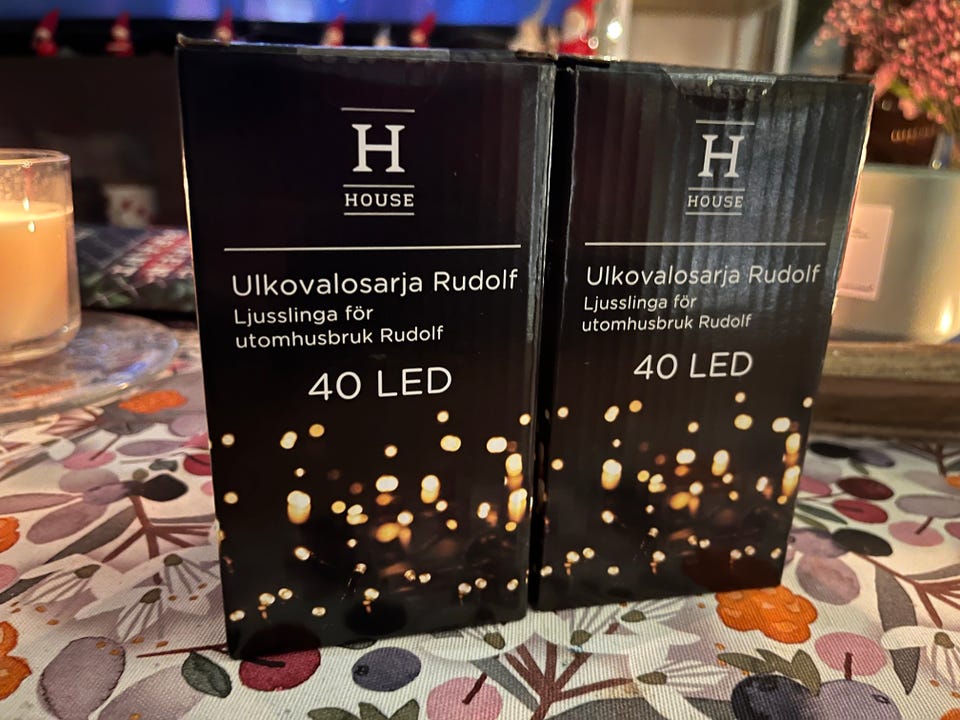 H
HOUSE
Ulkovalosarja Rudolf
Ljusslinga för
utomhusbruk Rudolf
40 LED
H
HOUSE
Ulkovalosarja Rudolf
Ljusslinga för
utomhusbruk Rudolf
40 LED